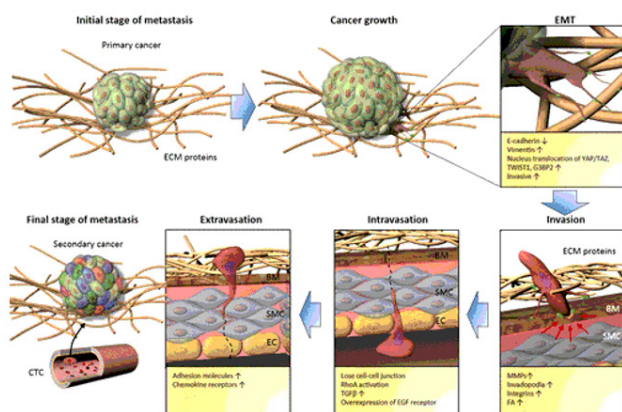 Initial stage of metastasis
Primary cancer
ECM proteins
Cancer growth
EMT
E-cadherin ↓
Vimentin ↑
Nucleus translocation of YAP/TAZ,
TWIST1, G3BP2 ↑
Invasive ↑
Final stage of metastasis
Secondary cancer
CTC
Extravasation
BM
SMC
EC
Adhesion molecules ↑
Chemokine receptors ↑
Intravasation
BM
SMC
EC
Lose cell-cell junction
RhoA activation
TGFβ ↑
Overexpression of EGF receptor
Invasion
ECM proteins
BM
SMC
MMPs ↑
Invadopodia ↑
Integrins ↑
FA ↑